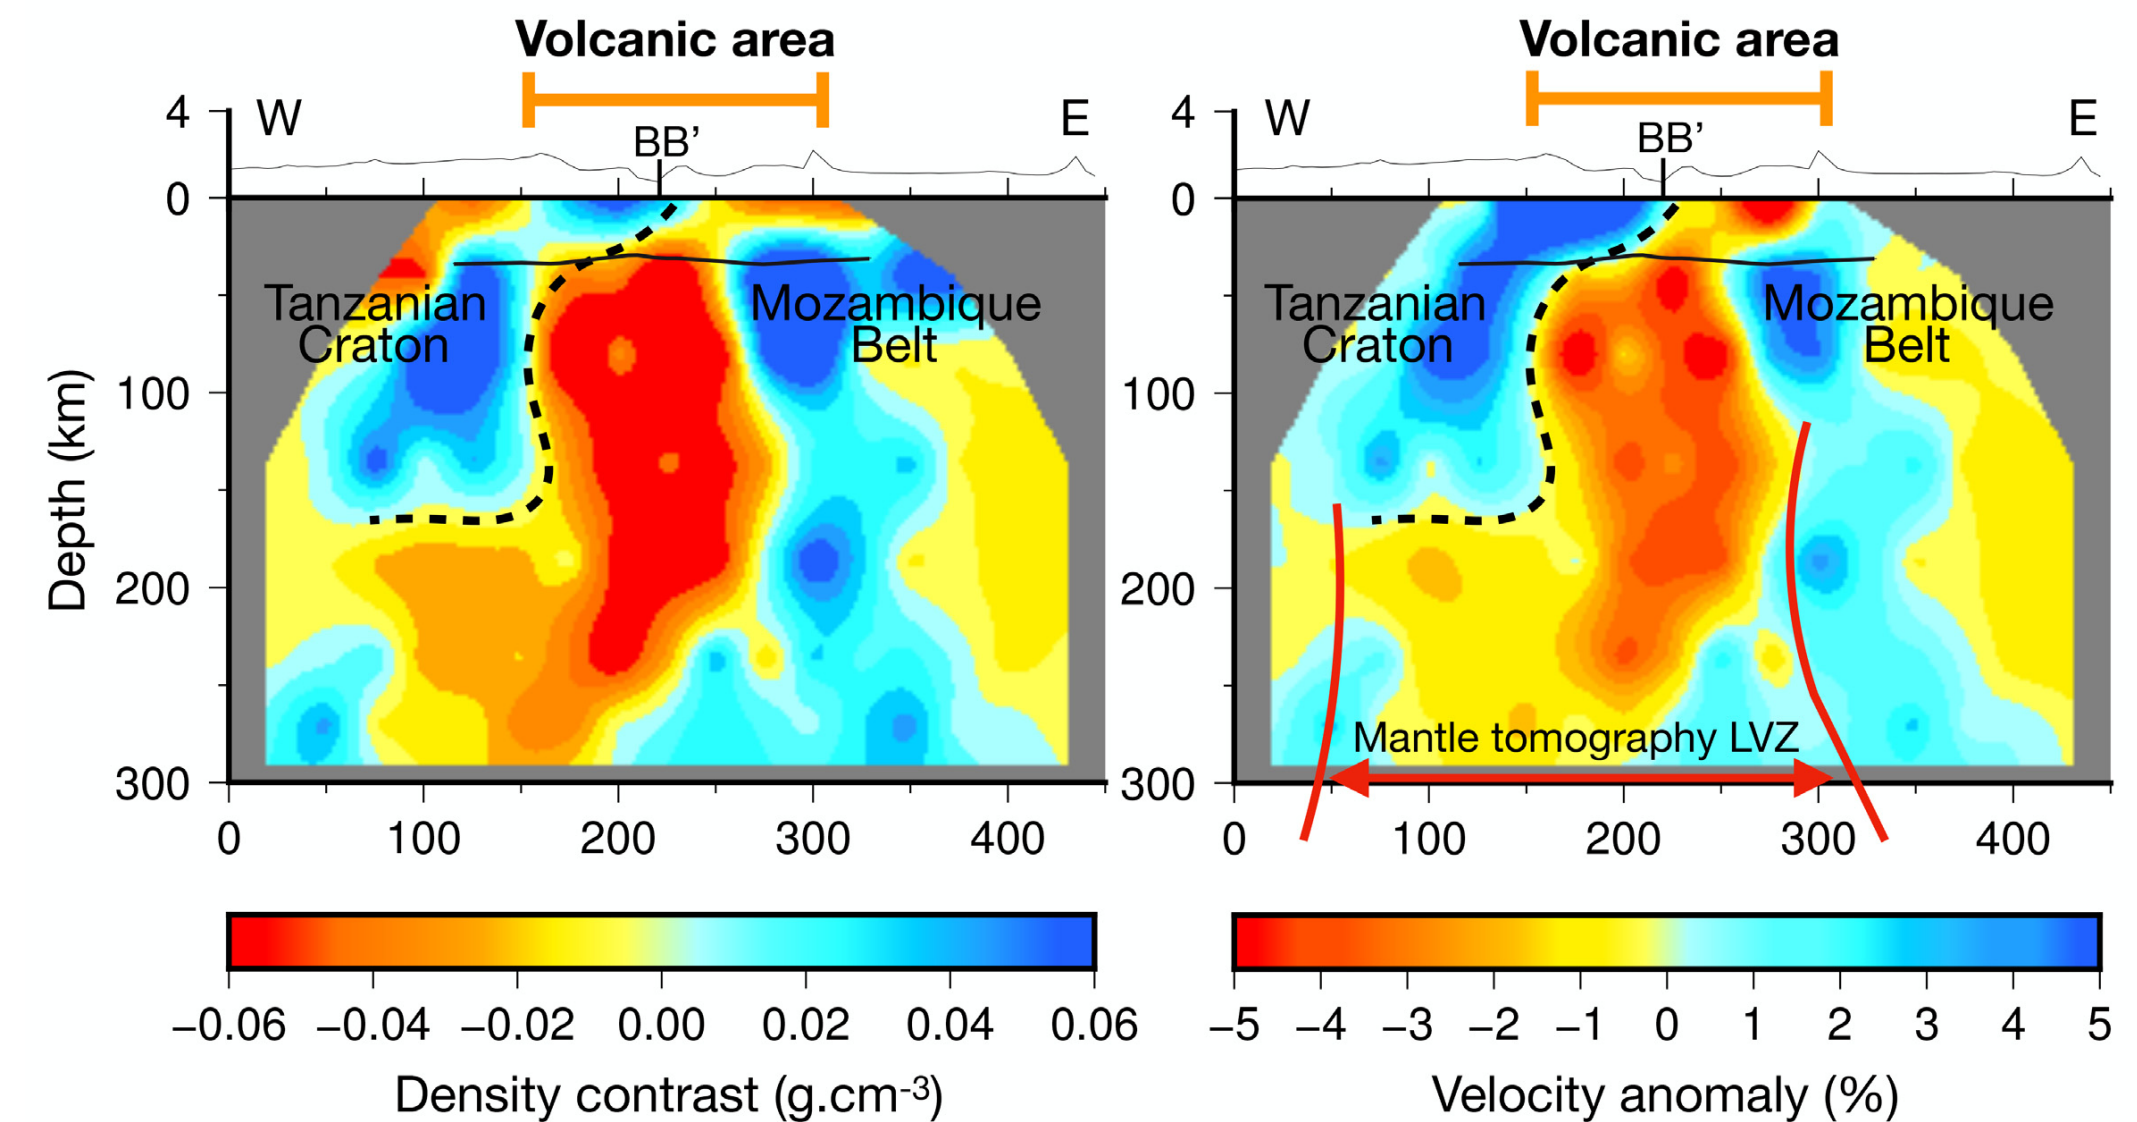 Volcanic area
Volcanic area
W
BB’
E
W
BB’
E
4
0
100
200
300
Depth (km)
4
0
100
200
300
Tanzanian
Craton
Mozambique
Belt
Tanzanian
Craton
Mozambique
Belt
Mantle tomography LVZ
0 100 200 300 400
0 100 200 300 400
−0.06 −0.04 −0.02 0.00 0.02 0.04 0.06
−5 −4 −3 −2 −1 0 1 2 3 4 5
Density contrast (g.cm-3)
Velocity anomaly (%)